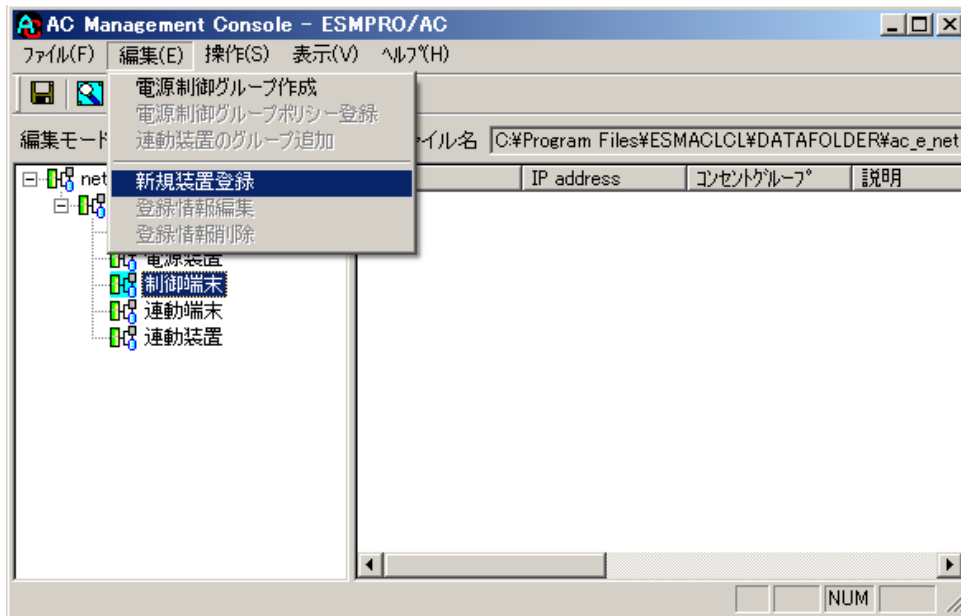 AC Management Console - ESMPRO/AC
ファイル(F) 編集(E) 操作(S) 表示(V) ヘルプ(H)
電源制御グループ作成
電源制御グループポリシー登録
連動装置のグループ追加
新規装置登録
登録情報編集
登録情報削除
編集モード ァイル名 C:¥Program Files¥ESMACLCL¥DATAFOLDER¥ac_e_net
IP address コンセントグループ 説明
net
電源装置
制御端末
連動端末
連動装置
NUM